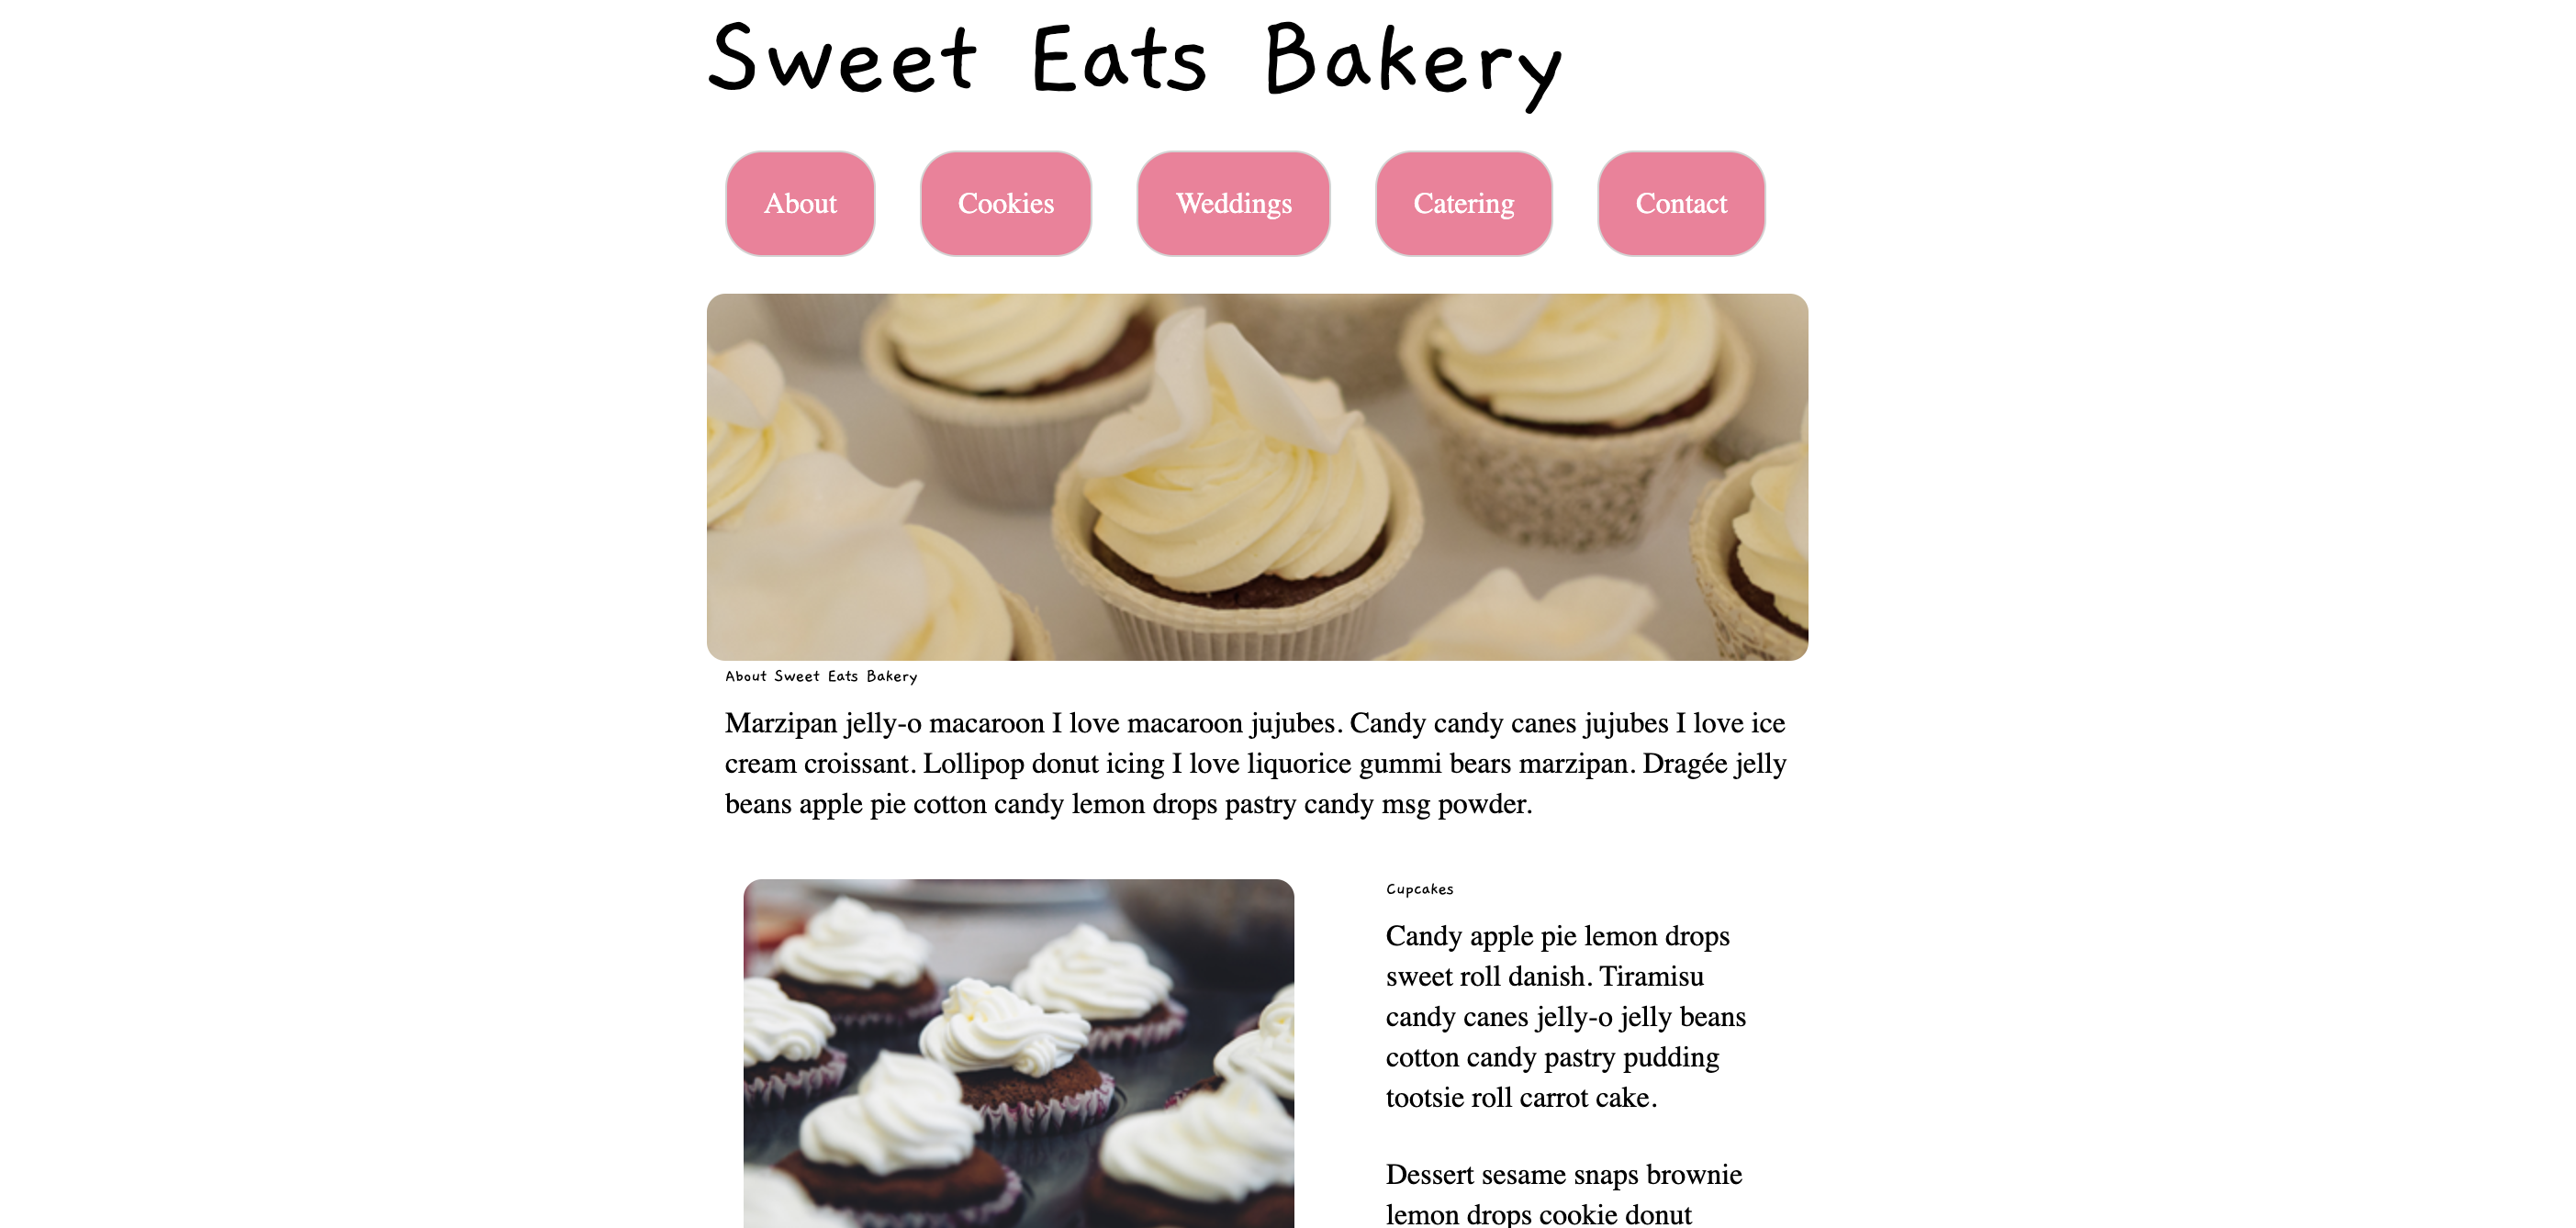 Sweet Eats Bakery
About Cookies Weddings Catering Contact
About Sweet Eats Bakery
Marzipan jelly-o macaroon I love macaroon jujubes. Candy candy canes jujubes I love ice
cream croissant. Lollipop donut icing I love liquorice gummi bears marzipan. Dragée jelly
beans apple pie cotton candy lemon drops pastry candy msg powder.
Cupcakes
Candy apple pie lemon drops
sweet roll danish. Tiramisu
candy canes jelly-o jelly beans
cotton candy pastry pudding
tootsie roll carrot cake.
Dessert sesame snaps brownie
lemon drops cookie donut